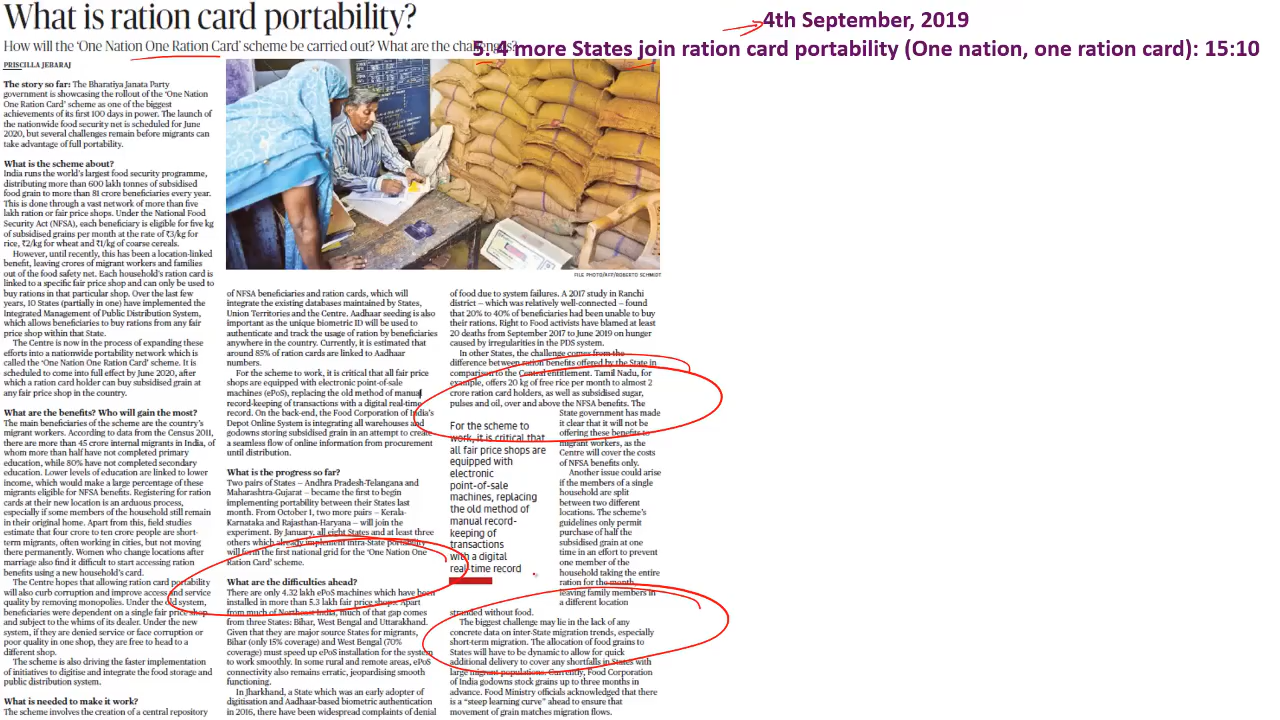 What is ration card portability?
How will the 'One Nation One Ration Card' scheme be carried out? What are the challenges?
4th September, 2019
5. 4 more States join ration card portability (One nation, one ration card): 15:10
PRISCILLA JEBARAJ
The story so far: The Bharatiya Janata Party
government is showcasing the rollout of the 'One Nation
One Ration Card' scheme as one of the biggest
achievements of its first 100 days in power. The launch of
the nationwide food security net is scheduled for June
2020, but several challenges remain before migrants can
take advantage of full portability.
What is the scheme about?
India runs the world's largest food security programme,
distributing more than 600 lakh tonnes of subsidised
food grain to more than 81 crore beneficiaries every year.
This is done through a vast network of more than five
lakh ration or fair price shops. Under the National Food
Security Act (NFSA), each beneficiary is eligible for five kg
of subsidised grains per month at the rate of ₹3/kg for
rice, ₹2/kg for wheat and ₹1/kg of coarse cereals.
However, until recently, this has been a location-linked
benefit, leaving crores of migrant workers and families
out of the food safety net. Each household's ration card is
linked to a specific fair price shop and can only be used to
buy rations in that particular shop. Over the last few
years, 10 States (partially in one) have implemented the
Integrated Management of Public Distribution System,
which allows beneficiaries to buy rations from any fair
price shop within that State.
The Centre is now in the process of expanding these
efforts into a nationwide portability network which is
called the 'One Nation One Ration Card' scheme. It is
scheduled to come into full effect by June 2020, after
which a ration card holder can buy subsidised grain at
any fair price shop in the country.
What are the benefits? Who will gain the most?
The main beneficiaries of the scheme are the country's
migrant workers. According to data from the Census 2011,
there are more than 45 crore internal migrants in India, of
whom more than half have not completed primary
education, while 80% have not completed secondary
education. Lower levels of education are linked to lower
income, which would make a large percentage of these
migrants eligible for NFSA benefits. Registering for ration
cards at their new location is an arduous process,
especially if some members of the household still remain
in their original home. Apart from this, field studies
estimate that four crore to ten crore people are short-
term migrants, often working in cities, but not moving
there permanently. Women who change locations after
marriage also find it difficult to start accessing ration
benefits using a new household's card.
The Centre hopes that allowing ration card portability
will also curb corruption and improve access and service
quality by removing monopolies. Under the old system,
beneficiaries were dependent on a single fair price shop
and subject to the whims of its dealer. Under the new
system, if they are denied service or face corruption or
poor quality in one shop, they are free to head to a
different shop.
The scheme is also driving the faster implementation
of initiatives to digitise and integrate the food storage and
public distribution system.
What is needed to make it work?
The scheme involves the creation of a central repository
FILE PHOTO/AFP/ROBERTO SCHMIDT
of NFSA beneficiaries and ration cards, which will
integrate the existing databases maintained by States,
Union Territories and the Centre. Aadhaar seeding is also
important as the unique biometric ID will be used to
authenticate and track the usage of ration by beneficiaries
anywhere in the country. Currently, it is estimated that
around 85% of ration cards are linked to Aadhaar
numbers.
For the scheme to work, it is critical that all fair price
shops are equipped with electronic point-of-sale
machines (ePoS), replacing the old method of manual
record-keeping of transactions with a digital real-time
record. On the back-end, the Food Corporation of India's
Depot Online System is integrating all warehouses and
godowns storing subsidised grain in an attempt to create
a seamless flow of online information from procurement
until distribution.
What is the progress so far?
Two pairs of States – Andhra Pradesh-Telangana and
Maharashtra-Gujarat – became the first to begin
implementing portability between their States last
month. From October 1, two more pairs – Kerala-
Karnataka and Rajasthan-Haryana – will join the
experiment. By January, all eight States and at least three
others which already implement intra-State portability
will form the first national grid for the 'One Nation One
Ration Card' scheme.
What are the difficulties ahead?
There are only 4.32 lakh ePoS machines which have been
installed in more than 5.3 lakh fair price shops. Apart
from much of Northeast India, much of that gap comes
from three States: Bihar, West Bengal and Uttarakhand.
Given that they are major source States for migrants,
Bihar (only 15% coverage) and West Bengal (70%
coverage) must speed up ePoS installation for the system
to work smoothly. In some rural and remote areas, ePoS
connectivity also remains erratic, jeopardising smooth
functioning.
In Jharkhand, a State which was an early adopter of
digitisation and Aadhaar-based biometric authentication
in 2016, there have been widespread complaints of denial
of food due to system failures. A 2017 study in Ranchi
district – which was relatively well-connected – found
that 20% to 40% of beneficiaries had been unable to buy
their rations. Right to Food activists have blamed at least
20 deaths from September 2017 to June 2019 on hunger
caused by irregularities in the PDS system.
In other States, the challenge comes from the
difference between ration benefits offered by the State in
comparison to the Central entitlement. Tamil Nadu, for
example, offers 20 kg of free rice per month to almost 2
crore ration card holders, as well as subsidised sugar,
pulses and oil, over and above the NFSA benefits. The
State government has made
it clear that it will not be
offering these benefits to
migrant workers, as the
Centre will cover the costs
of NFSA benefits only.
Another issue could arise
if the members of a single
household are split
between two different
locations. The scheme's
guidelines only permit
purchase of half the
subsidised grain at one
time in an effort to prevent
one member of the
household taking the entire
ration for the month,
leaving family members in
a different location
For the scheme to
work, it is critical that
all fair price shops are
equipped with
electronic
point-of-sale
machines, replacing
the old method of
manual record-
keeping of
transactions
with a digital
real-time record
stranded without food.
The biggest challenge may lie in the lack of any
concrete data on inter-State migration trends, especially
short-term migration. The allocation of food grains to
States will have to be dynamic to allow for quick
additional delivery to cover any shortfalls in States with
large migrant populations. Currently, Food Corporation
of India godowns stock grains up to three months in
advance. Food Ministry officials acknowledged that there
is a "steep learning curve" ahead to ensure that
movement of grain matches migration flows.